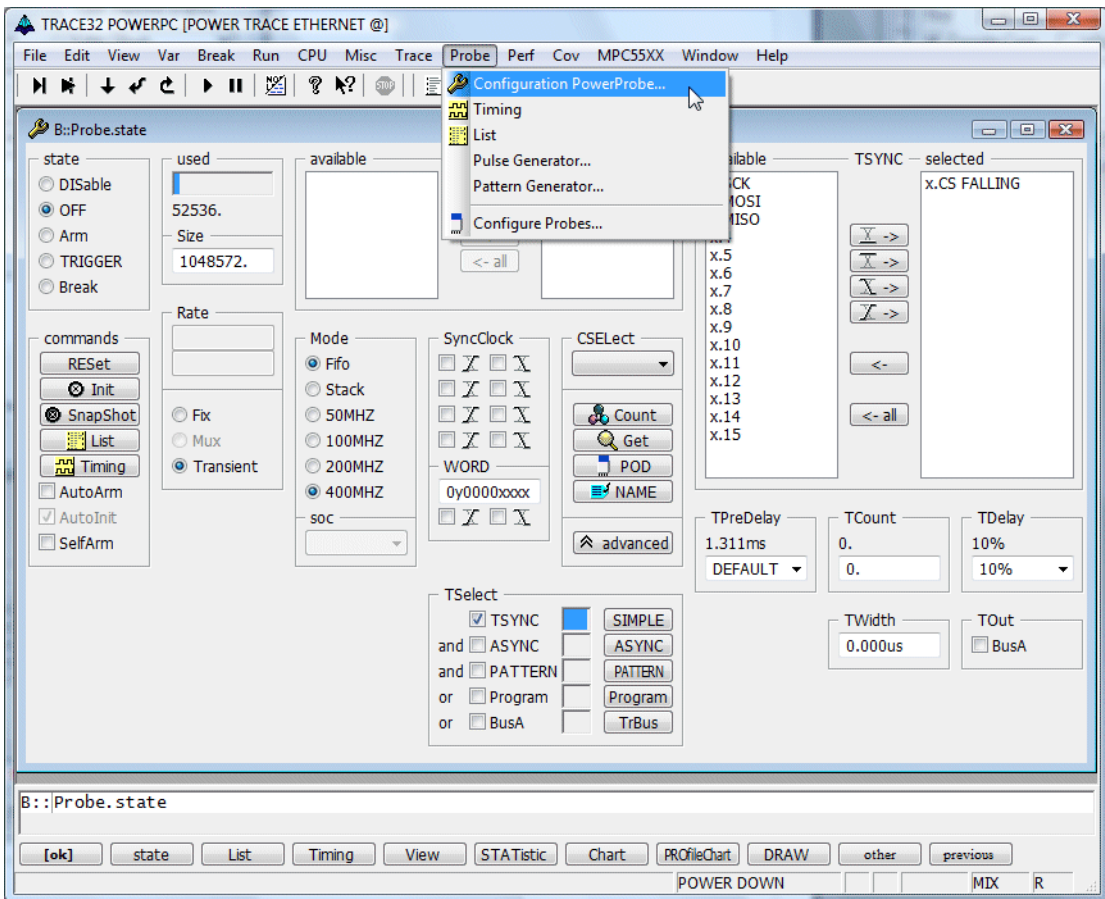 TRACE32 POWERPC [POWER TRACE ETHERNET @]
File Edit View Var Break Run CPU Misc Trace Probe Perf Cov MPC55XX Window Help
Configuration PowerProbe...
Timing
List
Pulse Generator...
Pattern Generator...
Configure Probes...
B::Probe.state
state
DISable
OFF
Arm
TRIGGER
Break
used
52536.
Size
1048572.
Rate
Fix
Mux
Transient
available
<- all
TSYNC
selected
x.CS FALLING
x.5
x.6
x.7
x.8
x.9
x.10
x.11
x.12
x.13
x.14
x.15
->
->
->
->
<-
<- all
commands
RESet
Init
SnapShot
List
Timing
AutoArm
AutoInit
SelfArm
Mode
Fifo
Stack
50MHZ
100MHZ
200MHZ
400MHZ
soc
SyncClock
WORD
0y0000xxxx
CSELect
Count
Get
POD
NAME
advanced
TPreDelay
1.311ms
DEFAULT
TCount
0.
0.
TDelay
10%
10%
TSelect
TSYNC SIMPLE
and ASYNC ASYNC
and PATTERN PATTERN
or Program Program
or BusA TrBus
TWidth
0.000us
TOut
BusA
B::Probe.state
[ok] state List Timing View STATistic Chart PROfileChart DRAW other previous
POWER DOWN MIX R